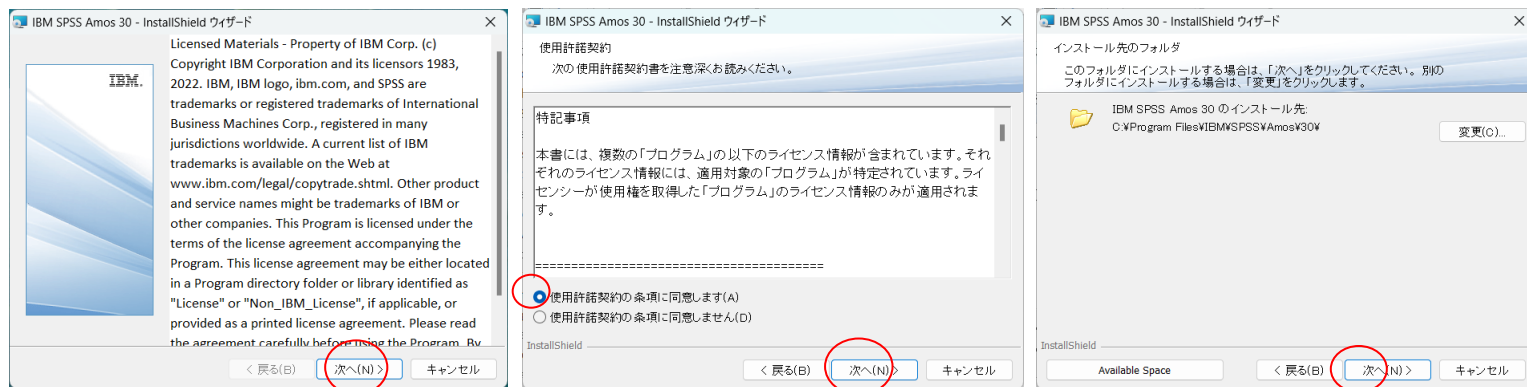 IBM SPSS Amos 30 - InstallShield ウィザード
Licensed Materials - Property of IBM Corp. (c)
Copyright IBM Corporation and its licensors 1983,
2022. IBM, IBM logo, ibm.com, and SPSS are
trademarks or registered trademarks of International
Business Machines Corp., registered in many
jurisdictions worldwide. A current list of IBM
trademarks is available on the Web at
www.ibm.com/legal/copytrade.shtml. Other product
and service names might be trademarks of IBM or
other companies. This Program is licensed under the
terms of the license agreement accompanying the
Program. This license agreement may be either located
in a Program directory folder or library identified as
"License" or "Non_IBM_License", if applicable, or
provided as a printed license agreement. Please read
the agreement carefully before using the Program. By
IBM.
< 戻る(B)
次へ(N) >
キャンセル
IBM SPSS Amos 30 - InstallShield ウィザード
使用許諾契約
次の使用許諾契約書を注意深くお読みください。
特記事項
本書には、複数の「プログラム」の以下のライセンス情報が含まれています。それ
ぞれのライセンス情報には、適用対象の「プログラム」が特定されています。ライ
センシーが使用権を取得した「プログラム」のライセンス情報のみが適用されま
す。
========================================
使用許諾契約の条項に同意します(A)
使用許諾契約の条項に同意しません(D)
InstallShield
< 戻る(B)
次へ(N) >
キャンセル
IBM SPSS Amos 30 - InstallShield ウィザード
インストール先のフォルダ
このフォルダにインストールする場合は、「次へ」をクリックしてください。別の
フォルダにインストールする場合は、「変更」をクリックします。
IBM SPSS Amos 30 のインストール先:
C:¥Program Files¥IBM¥SPSS¥Amos¥30¥
変更(C)...
InstallShield
Available Space
< 戻る(B)
次へ(N) >
キャンセル